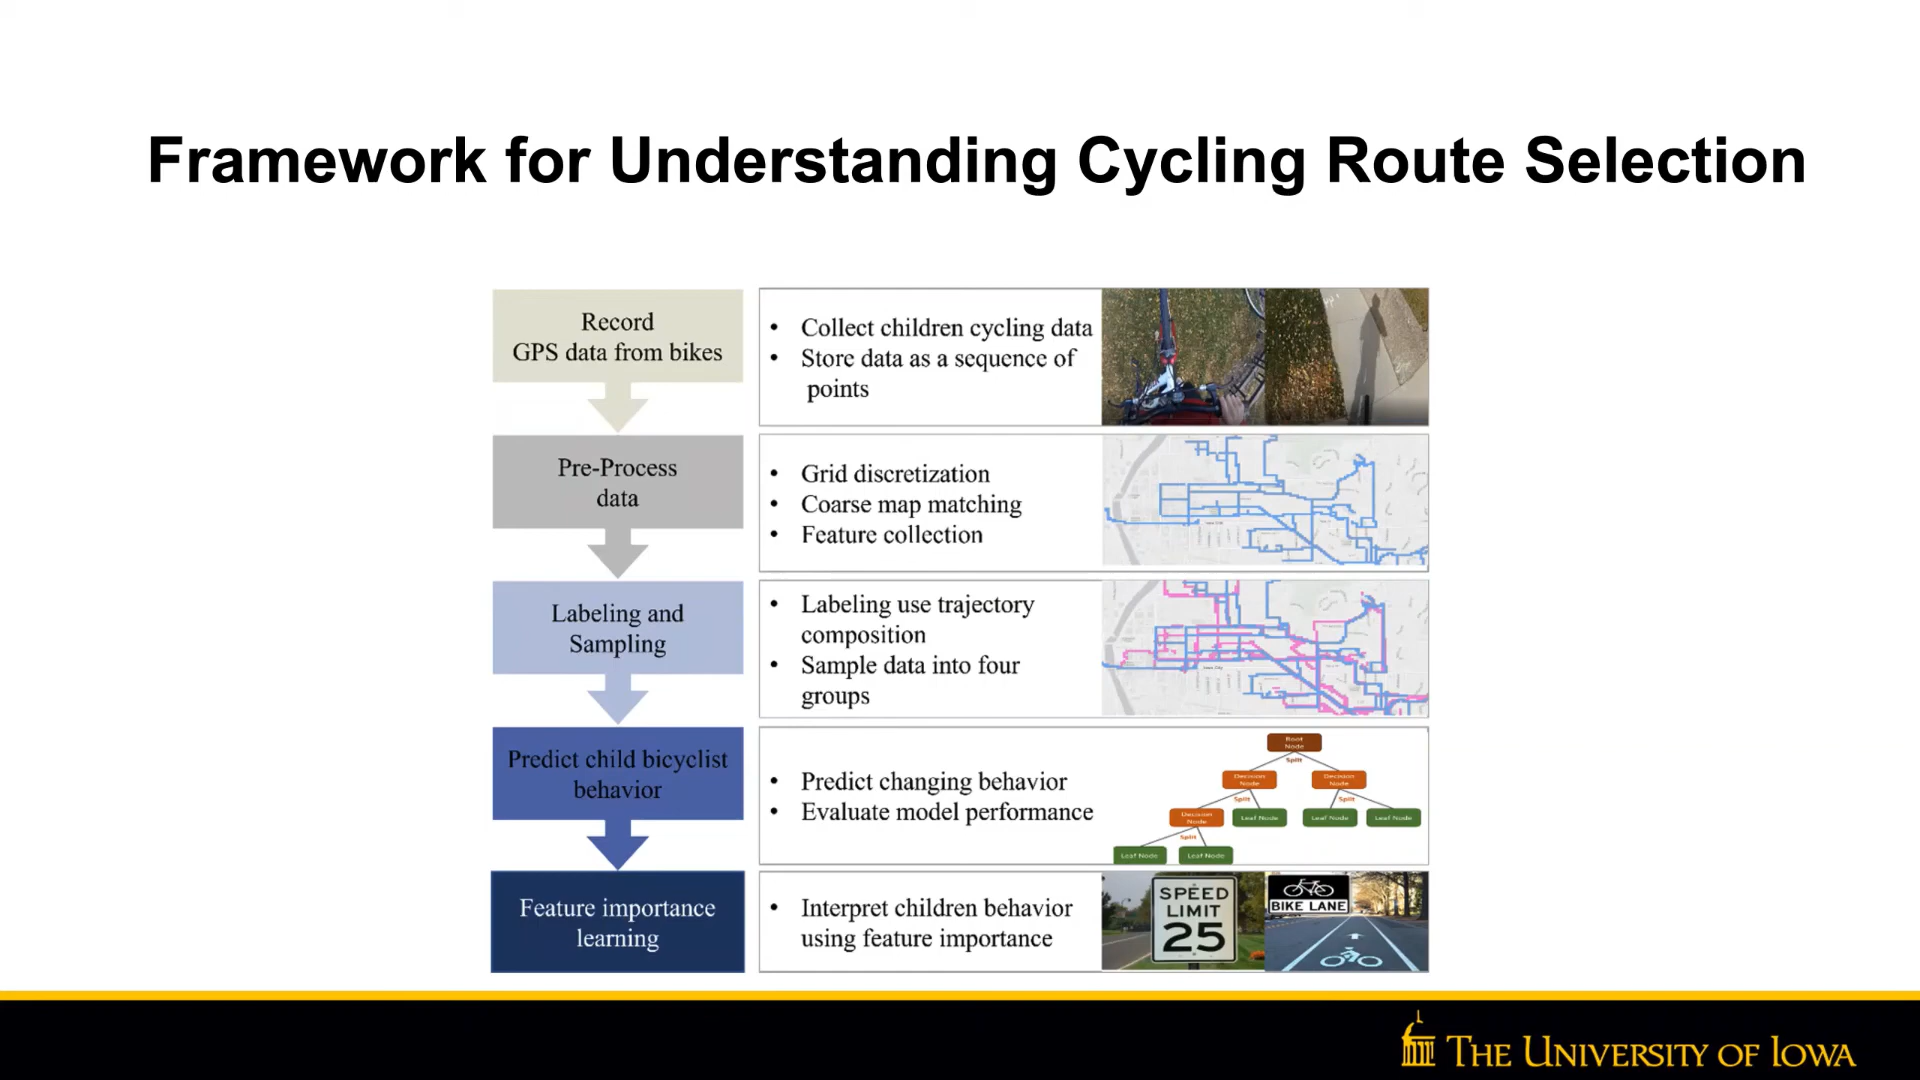 Framework for Understanding Cycling Route Selection
Record
GPS data from bikes
• Collect children cycling data
• Store data as a sequence of
points
Pre-Process
data
• Grid discretization
• Coarse map matching
• Feature collection
Labeling and
Sampling
• Labeling use trajectory
composition
• Sample data into four
groups
Predict child bicyclist
behavior
• Predict changing behavior
• Evaluate model performance
Root
Node
Split
Decision
Node
Decision
Node
Split
Split
Decision
Node
Leaf Node
Leaf Node
Leaf Node
Split
Leaf Node
Leaf Node
Feature importance
learning
• Interpret children behavior
using feature importance
SPEED
LIMIT
25
BIKE LANE
THE UNIVERSITY OF IOWA